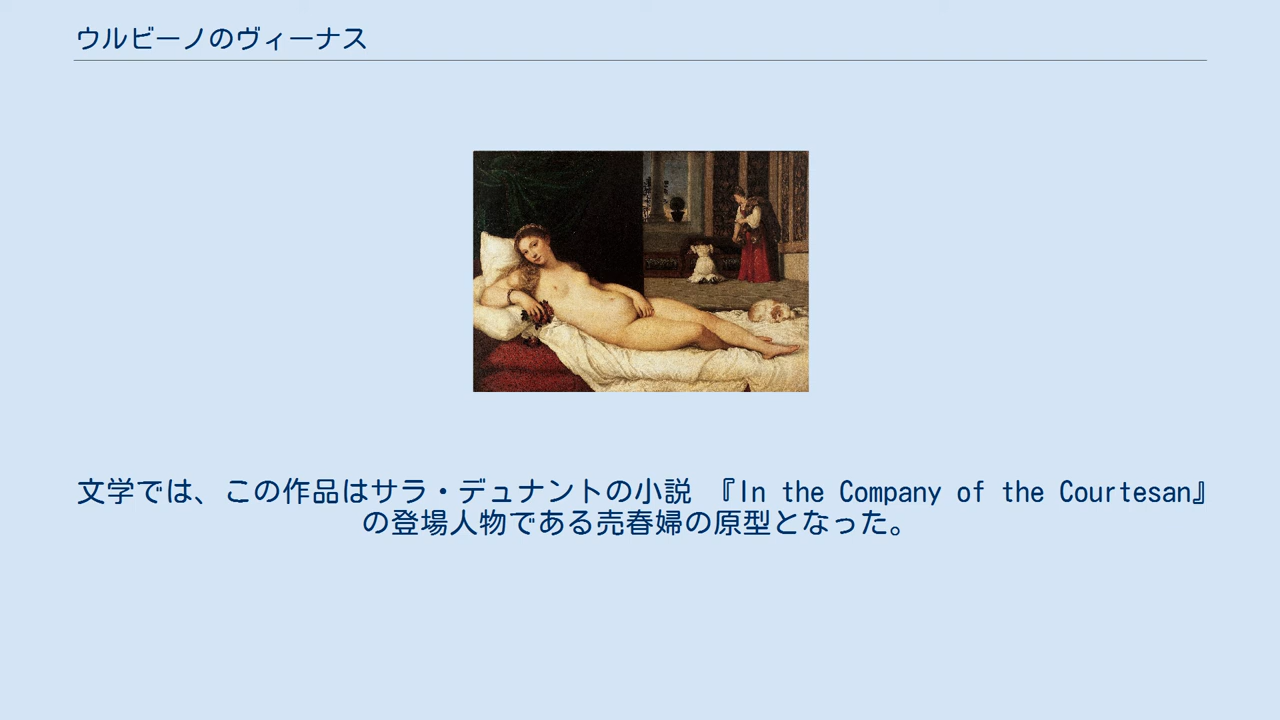 ウルビーノのヴィーナス
文学では、この作品はサラ・デュナントの小説 『In the Company of the Courtesan』
の登場人物である売春婦の原型となった。